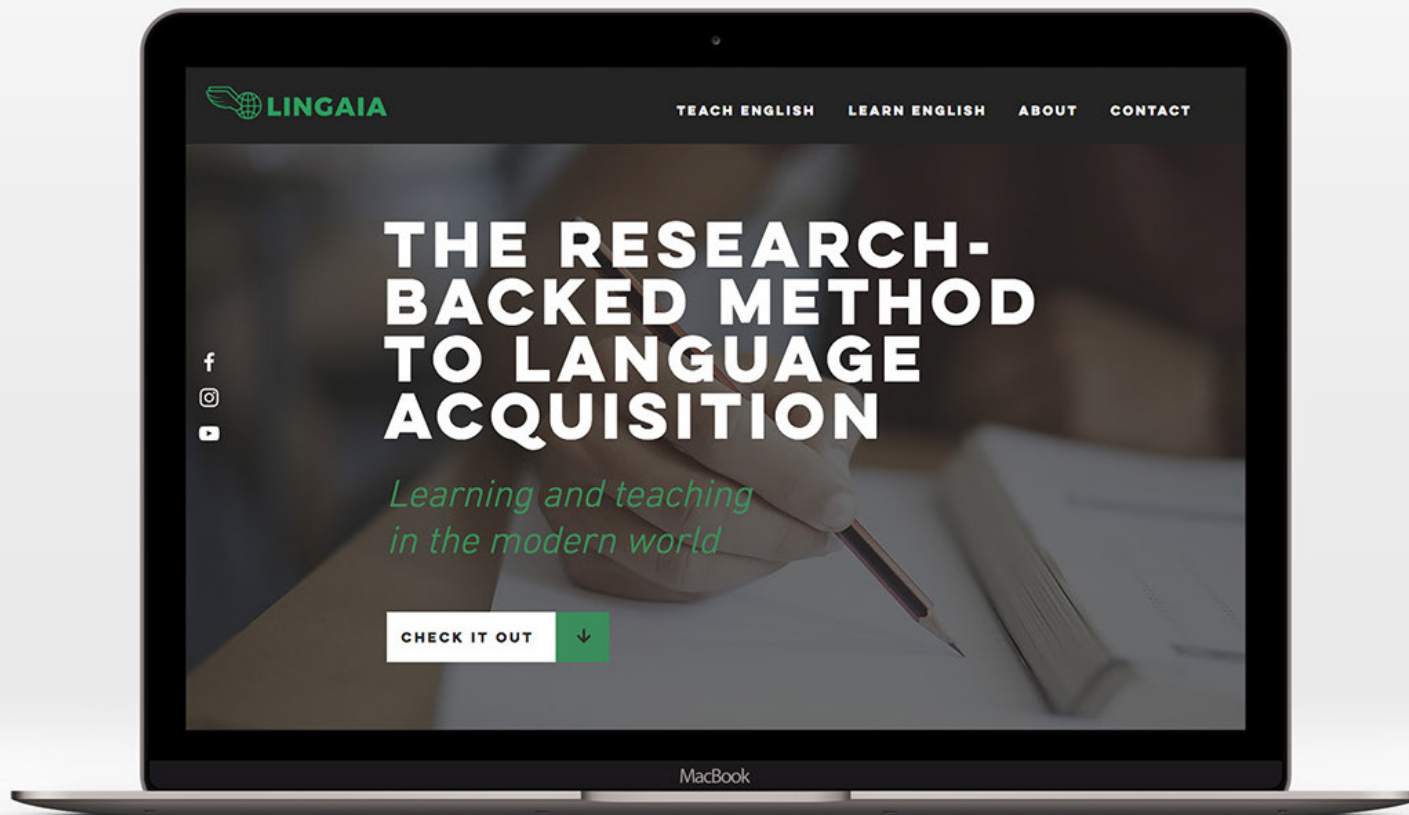 LINGAIA
TEACH ENGLISH LEARN ENGLISH ABOUT CONTACT
THE RESEARCH-
BACKED METHOD
TO LANGUAGE
ACQUISITION
Learning and teaching
in the modern world
CHECK IT OUT
MacBook